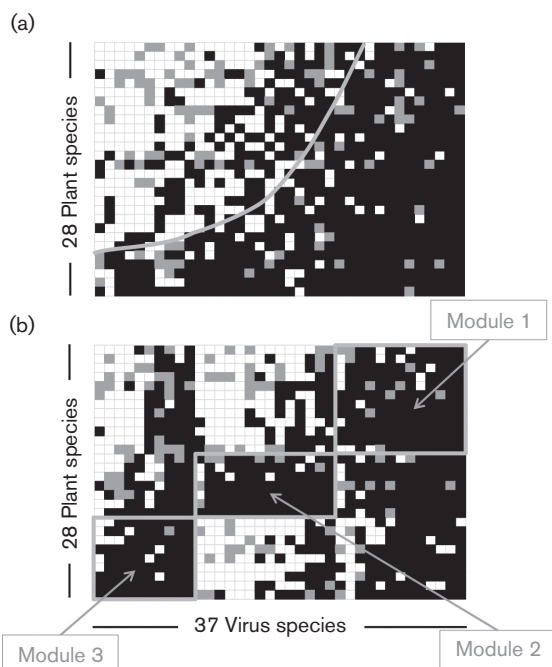 (a)
28 Plant species
(b)
Module 1
28 Plant species
37 Virus species
Module 3
Module 2